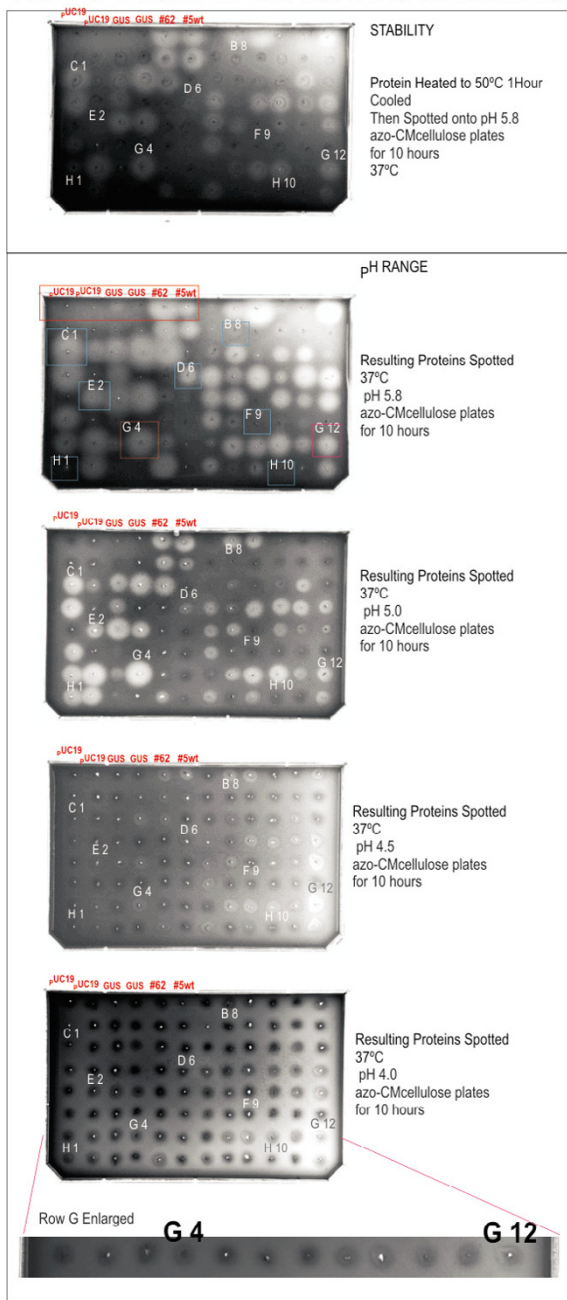 pUC19
pUC19 GUS GUS #62 #5wt
STABILITY
B 8
C 1
D 6
E 2
F 9
G 4
G 12
H 1
H 10
Protein Heated to 50ºC 1Hour
Cooled
Then Spotted onto pH 5.8
azo-CMcellulose plates
for 10 hours
37ºC
pH RANGE
pUC19 pUC19 GUS GUS #62 #5wt
B 8
C 1
D 6
E 2
F 9
G 4
G 12
H 1
H 10
Resulting Proteins Spotted
37ºC
pH 5.8
azo-CMcellulose plates
for 10 hours
pUC19
pUC19 GUS GUS #62 #5wt
B 8
C 1
D 6
E 2
F 9
G 4
G 12
H 1
H 10
Resulting Proteins Spotted
37ºC
pH 5.0
azo-CMcellulose plates
for 10 hours
pUC19
pUC19 GUS GUS #62 #5wt
B 8
C 1
D 6
E 2
F 9
G 4
G 12
H 1
H 10
Resulting Proteins Spotted
37ºC
pH 4.5
azo-CMcellulose plates
for 10 hours
pUC19
pUC19 GUS GUS #62 #5wt
B 8
C 1
D 6
E 2
F 9
G 4
G 12
H 1
H 10
Resulting Proteins Spotted
37ºC
pH 4.0
azo-CMcellulose plates
for 10 hours
Row G Enlarged
G 4
G 12